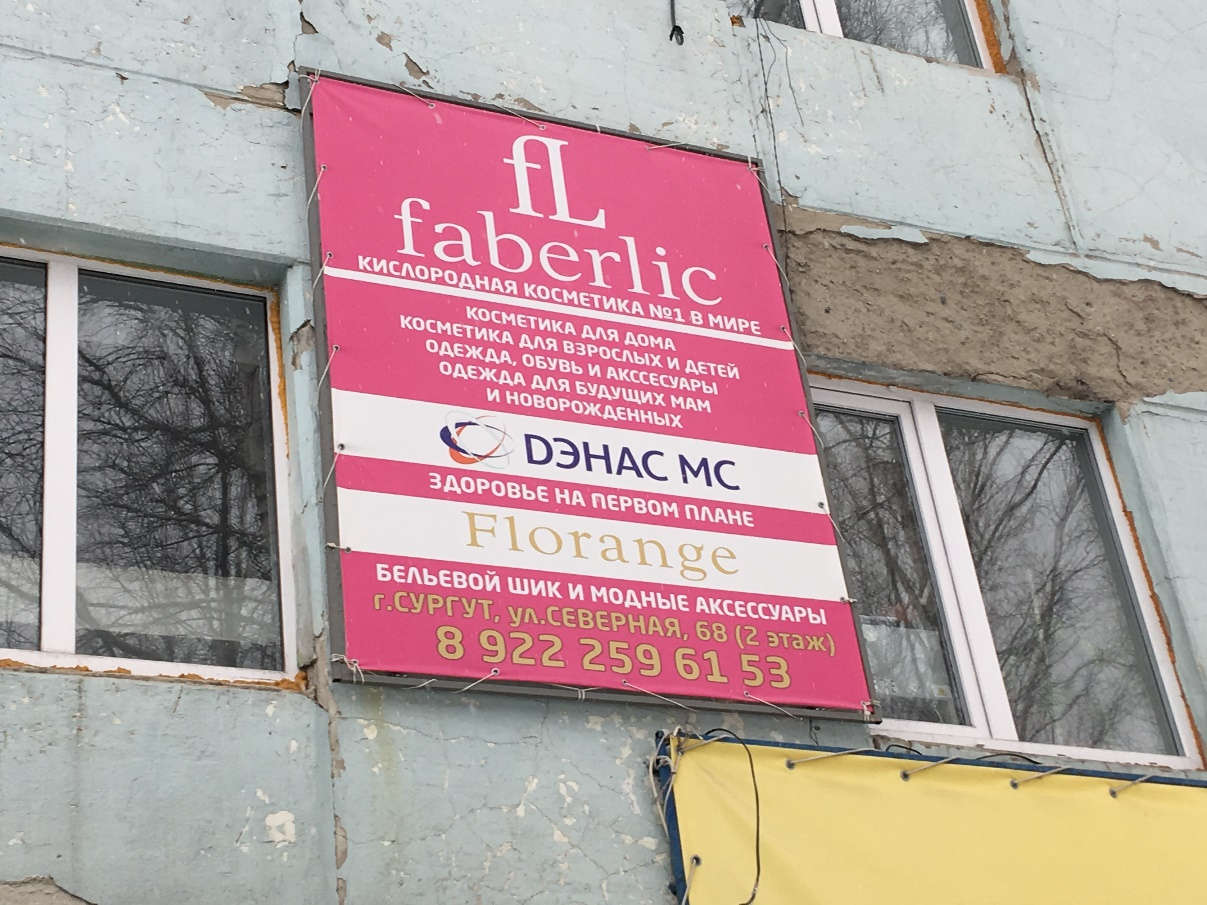 fL
faberlic
КИСЛОРОДНАЯ КОСМЕТИКА №1 В МИРЕ
КОСМЕТИКА ДЛЯ ДОМА
КОСМЕТИКА ДЛЯ ВЗРОСЛЫХ И ДЕТЕЙ
ОДЕЖДА, ОБУВЬ И АКССЕСУАРЫ
ОДЕЖДА ДЛЯ БУДУЩИХ МАМ
И НОВОРОЖДЕННЫХ
DЭНАС МС
ЗДОРОВЬЕ НА ПЕРВОМ ПЛАНЕ
Florange
БЕЛЬЕВОЙ ШИК И МОДНЫЕ АКСЕССУАРЫ
г.СУРГУТ, ул.СЕВЕРНАЯ, 68 (2 этаж)
8 922 259 61 53